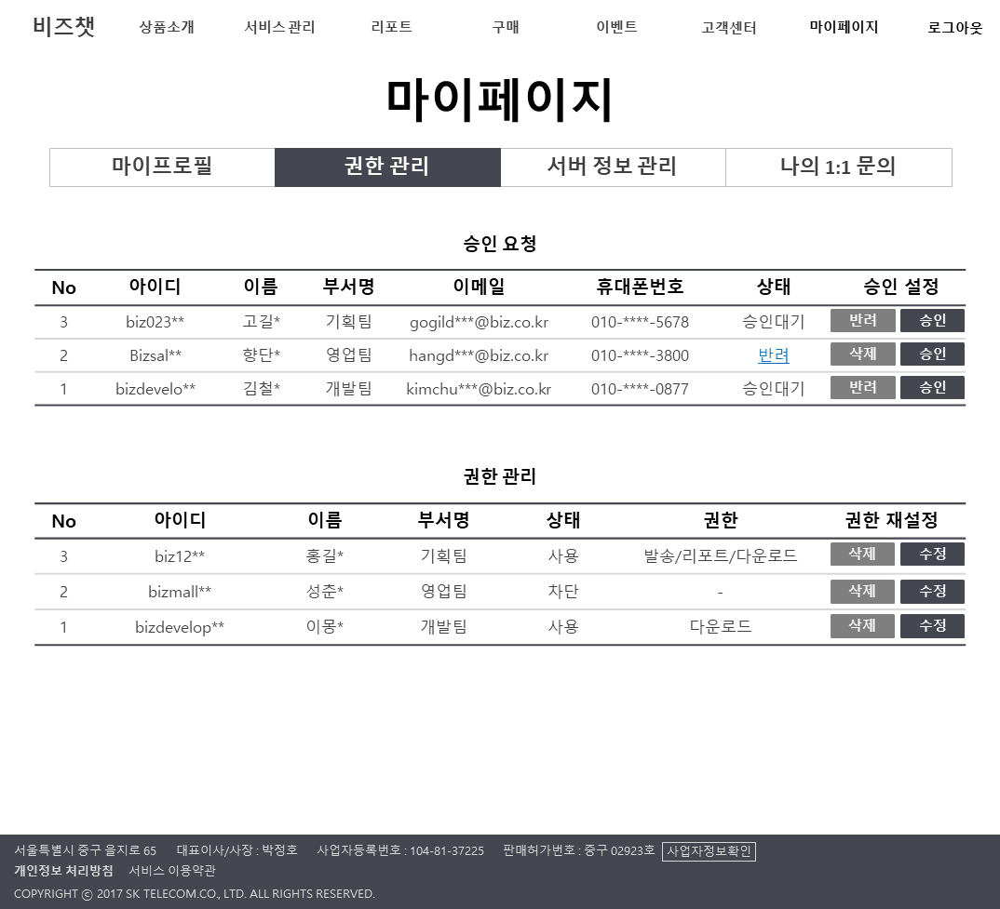 비즈챗 상품소개 서비스 관리 리포트 구매 이벤트 고객센터 마이페이지 로그아웃
마이페이지
마이프로필 권한 관리 서버 정보 관리 나의 1:1 문의
승인 요청
No 아이디 이름 부서명 이메일 휴대폰번호 상태 승인 설정
3 biz023** 고길* 기획팀 gogild***@biz.co.kr 010-****-5678 승인대기 반려 승인
2 Bizsal** 향단* 영업팀 hangd***@biz.co.kr 010-****-3800 반려 삭제 승인
1 bizdevelo** 김철* 개발팀 kimchu***@biz.co.kr 010-****-0877 승인대기 반려 승인
권한 관리
No 아이디 이름 부서명 상태 권한 권한 재설정
3 biz12** 홍길* 기획팀 사용 발송/리포트/다운로드 삭제 수정
2 bizmall** 성춘* 영업팀 차단 - 삭제 수정
1 bizdevelop** 이몽* 개발팀 사용 다운로드 삭제 수정
서울특별시 중구 을지로 65 대표이사/사장 : 박정호 사업자등록번호 : 104-81-37225 판매허가번호 : 중구 02923호 사업자정보확인
개인정보 처리방침 서비스 이용약관
COPYRIGHT ⓒ 2017 SK TELECOM.CO., LTD. ALL RIGHTS RESERVED.